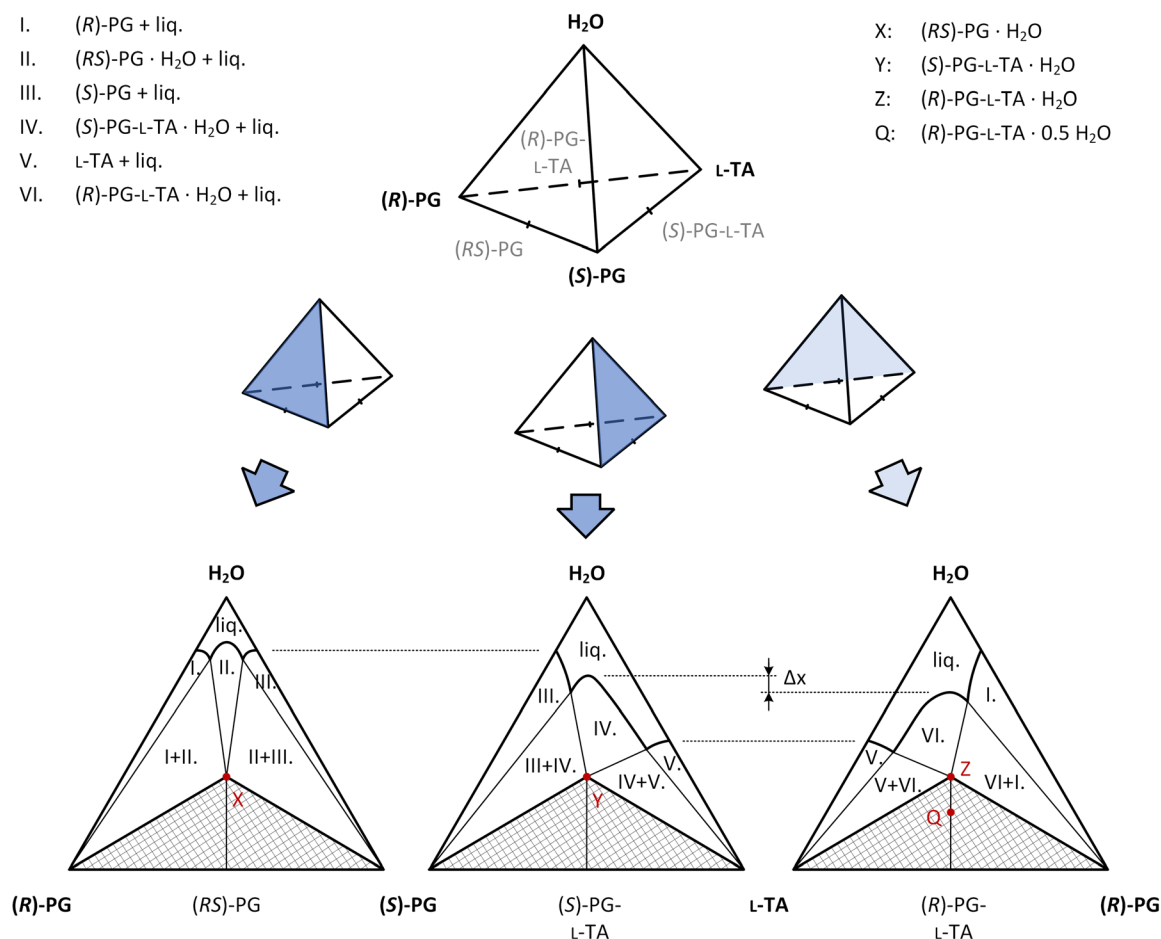 I. (R)-PG + liq.
II. (RS)-PG · H₂O + liq.
III. (S)-PG + liq.
IV. (S)-PG-L-TA · H₂O + liq.
V. L-TA + liq.
VI. (R)-PG-L-TA · H₂O + liq.
H₂O
(R)-PG-
L-TA
L-TA
(R)-PG
(RS)-PG
(S)-PG-L-TA
(S)-PG
X: (RS)-PG · H₂O
Y: (S)-PG-L-TA · H₂O
Z: (R)-PG-L-TA · H₂O
Q: (R)-PG-L-TA · 0.5 H₂O
H₂O
liq.
I.
II.
III.
I+II.
II+III.
X
(R)-PG
(RS)-PG
(S)-PG
H₂O
liq.
III.
IV.
V.
III+IV.
IV+V.
Y
(S)-PG-
L-TA
L-TA
Δx
H₂O
liq.
I.
VI.
V.
V+VI.
VI+I.
Z
Q
(R)-PG-
L-TA
(R)-PG